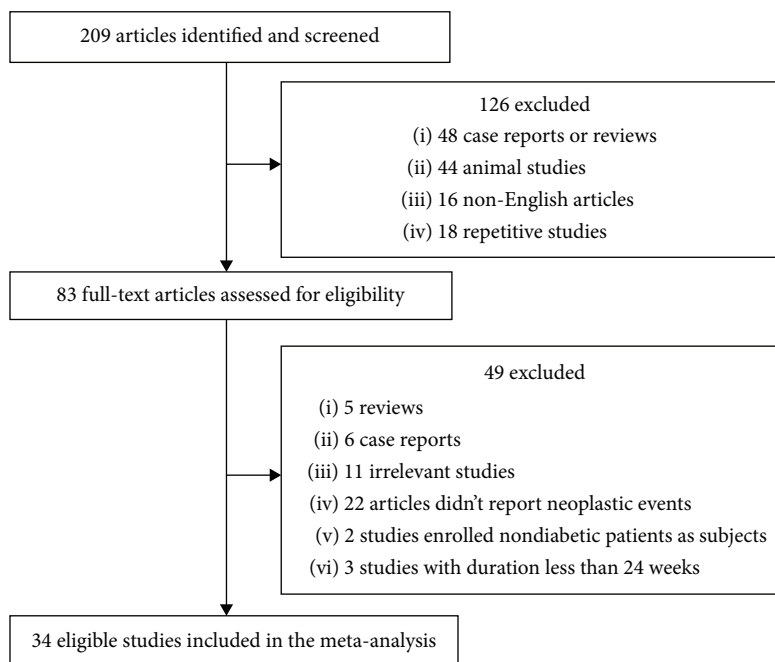 209 articles identified and screened
126 excluded
(i) 48 case reports or reviews
(ii) 44 animal studies
(iii) 16 non-English articles
(iv) 18 repetitive studies
83 full-text articles assessed for eligibility
49 excluded
(i) 5 reviews
(ii) 6 case reports
(iii) 11 irrelevant studies
(iv) 22 articles didn't report neoplastic events
(v) 2 studies enrolled nondiabetic patients as subjects
(vi) 3 studies with duration less than 24 weeks
34 eligible studies included in the meta-analysis